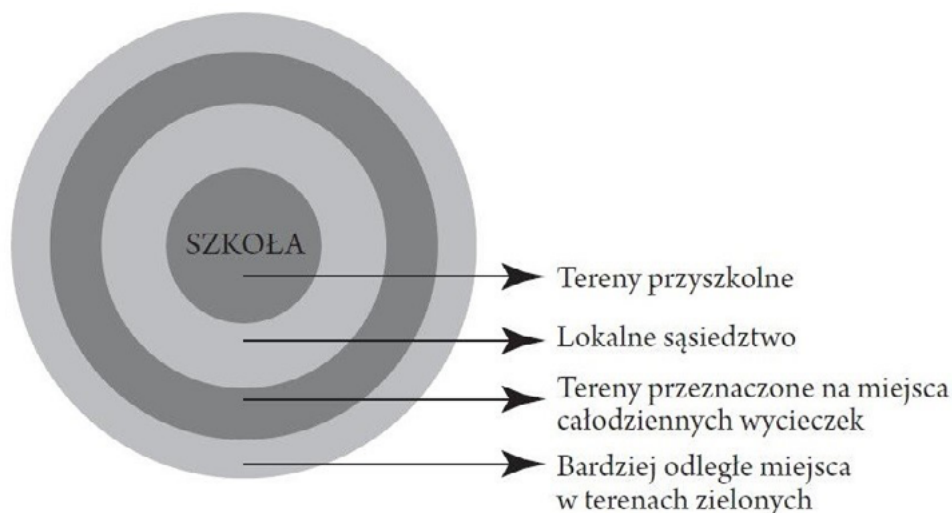 SZKOŁA
Tereny przyszkolne
Lokalne sąsiedztwo
Tereny przeznaczone na miejsca
całodziennych wycieczek
Bardziej odległe miejsca
w terenach zielonych